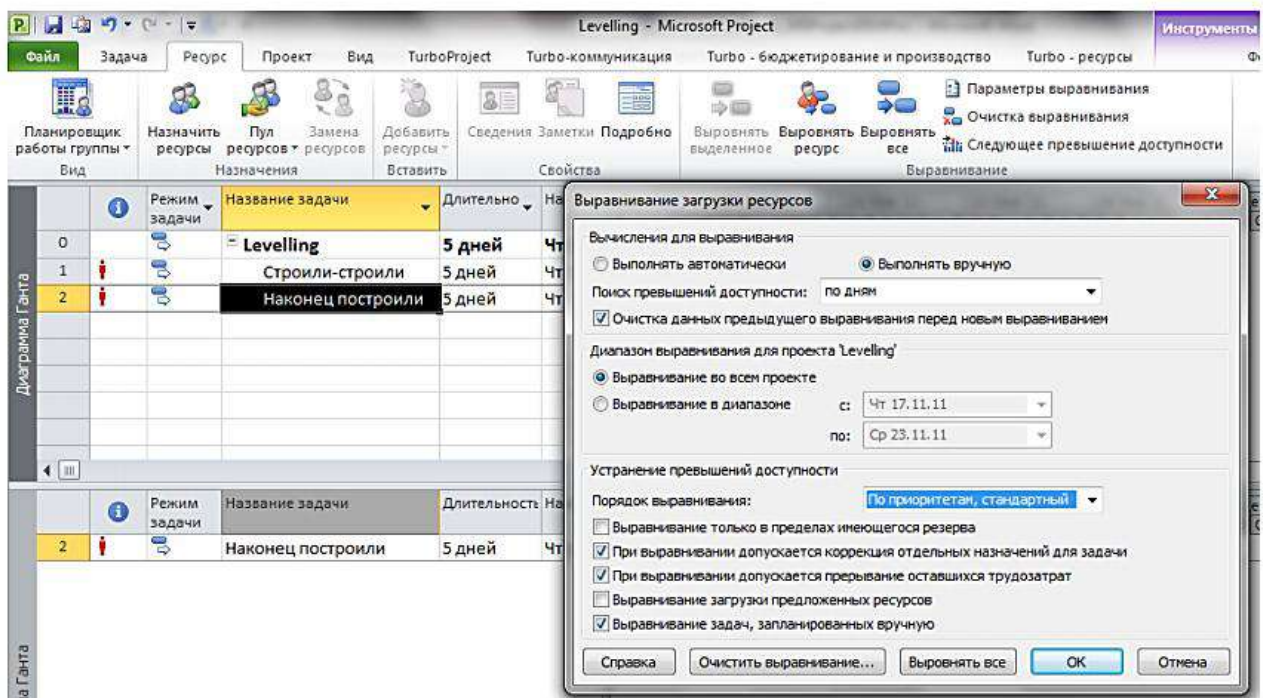 Levelling - Microsoft Project
Инструменты
Файл Задача Ресурс Проект Вид TurboProject Turbo-коммуникация Turbo - бюджетирование и производство Turbo - ресурсы
Планировщик работы группы
Назначить ресурсы
Пул ресурсов
Замена ресурсов
Добавить ресурсы
Сведения Заметки Подробно
Выровнять выделенное
Выровнять ресурс
Выровнять все
Параметры выравнивания
Очистка выравнивания
Следующее превышение доступности
Вид Назначения Вставить Свойства Выравнивание
Режим задачи Название задачи Длительно На
0 Levelling 5 дней Чт
1 Строили-строили 5 дней Чт
2 Наконец построили 5 дней Чт
Диаграмма Ганта
Режим задачи Название задачи Длительность На
2 Наконец построили 5 дней Чт
а Ганта
Выравнивание загрузки ресурсов
Вычисления для выравнивания
Выполнять автоматически Выполнять вручную
Поиск превышений доступности: по дням
Очистка данных предыдущего выравнивания перед новым выравниванием
Диапазон выравнивания для проекта 'Levelling'
Выравнивание во всем проекте
Выравнивание в диапазоне с: Чт 17.11.11
по: Ср 23.11.11
Устранение превышений доступности
Порядок выравнивания: По приоритетам, стандартный
Выравнивание только в пределах имеющегося резерва
При выравнивании допускается коррекция отдельных назначений для задачи
При выравнивании допускается прерывание оставшихся трудозатрат
Выравнивание загрузки предложенных ресурсов
Выравнивание задач, запланированных вручную
Справка Очистить выравнивание... Выровнять все ОК Отмена